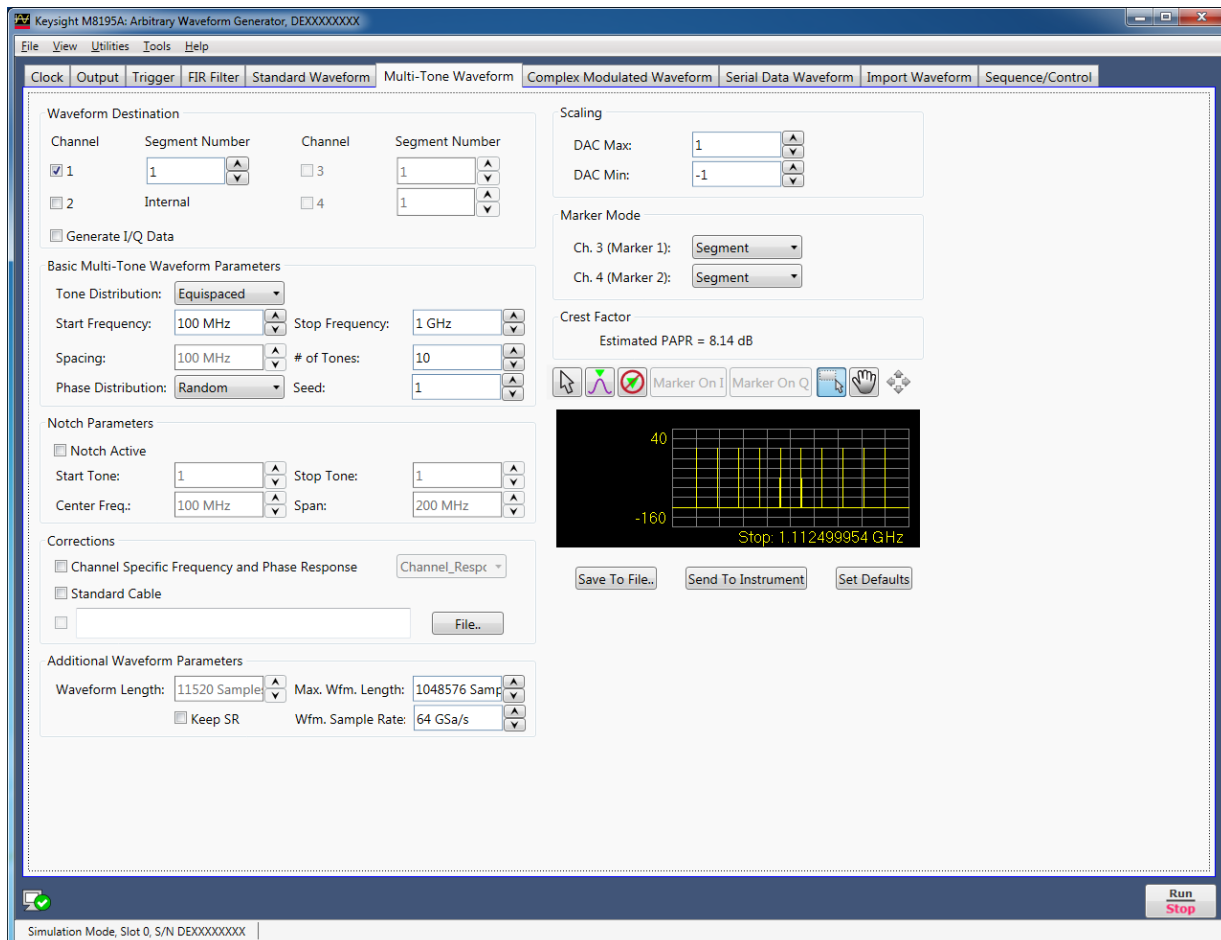 Keysight M8195A: Arbitrary Waveform Generator, DEXXXXXXXX
File View Utilities Tools Help
Clock Output Trigger FIR Filter Standard Waveform Multi-Tone Waveform Complex Modulated Waveform Serial Data Waveform Import Waveform Sequence/Control
Waveform Destination
Channel Segment Number Channel Segment Number
1 1 3 1
2 Internal 4 1
Generate I/Q Data
Basic Multi-Tone Waveform Parameters
Tone Distribution: Equispaced
Start Frequency: 100 MHz Stop Frequency: 1 GHz
Spacing: 100 MHz # of Tones: 10
Phase Distribution: Random Seed: 1
Notch Parameters
Notch Active
Start Tone: 1 Stop Tone: 1
Center Freq.: 100 MHz Span: 200 MHz
Corrections
Channel Specific Frequency and Phase Response Channel_Respc
Standard Cable
File..
Additional Waveform Parameters
Waveform Length: 11520 Sample Max. Wfm. Length: 1048576 Samp
Keep SR Wfm. Sample Rate: 64 GSa/s
Scaling
DAC Max: 1
DAC Min: -1
Marker Mode
Ch. 3 (Marker 1): Segment
Ch. 4 (Marker 2): Segment
Crest Factor
Estimated PAPR = 8.14 dB
Marker On I Marker On Q
40
-160
Stop: 1.112499954 GHz
Save To File.. Send To Instrument Set Defaults
Run
Stop
Simulation Mode, Slot 0, S/N DEXXXXXXXX